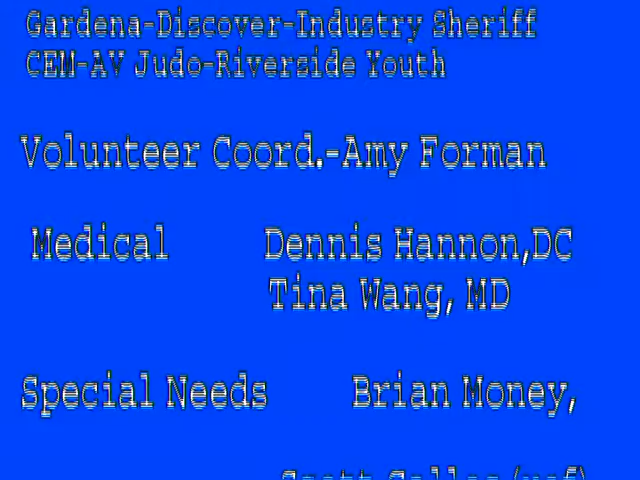 Gardena-Discover-Industry Sheriff
CEM-AV Judo-Riverside Youth
Volunteer Coord.-Amy Forman
Medical Dennis Hannon,DC
Tina Wang, MD
Special Needs Brian Money,
Scott